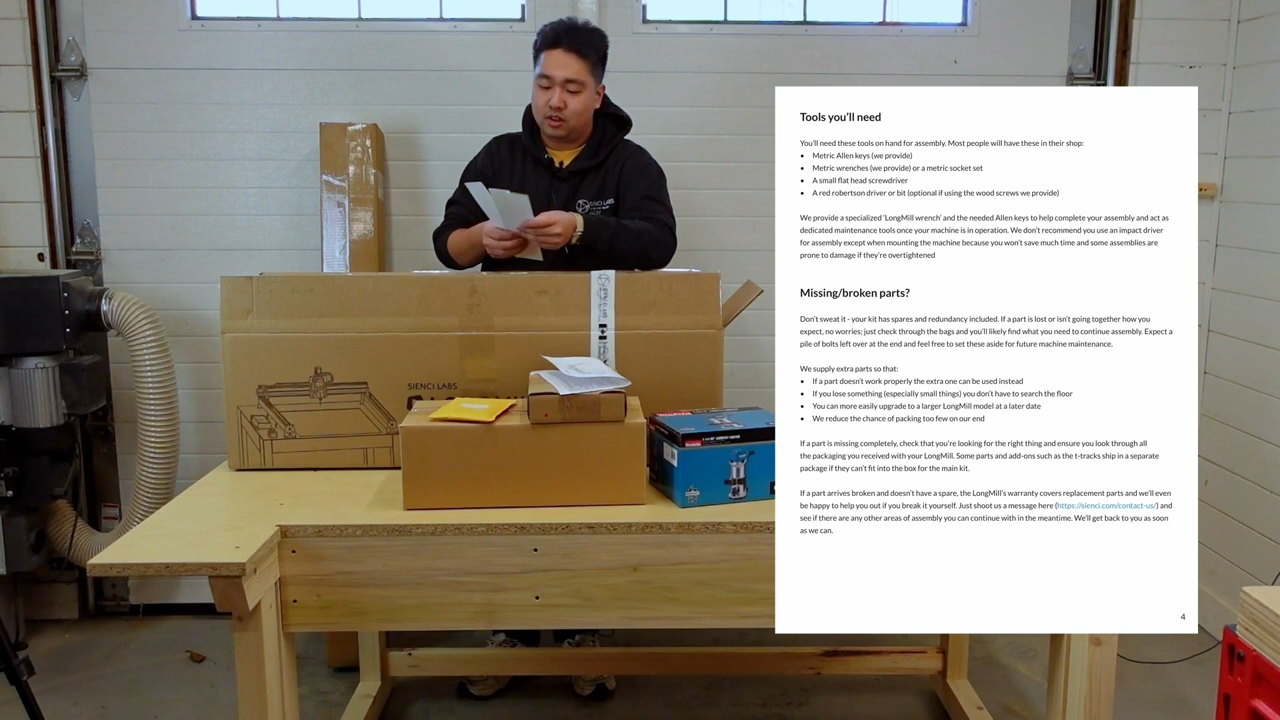 SIENCI LABS
SIENCI LABS
Tools you'll need
You'll need these tools on hand for assembly. Most people will have these in their shop:
• Metric Allen keys (we provide)
• Metric wrenches (we provide) or a metric socket set
• A small flat head screwdriver
• A red robertson driver or bit (optional if using the wood screws we provide)
We provide a specialized 'LongMill wrench' and the needed Allen keys to help complete your assembly and act as
dedicated maintenance tools once your machine is in operation. We don't recommend you use an impact driver
for assembly except when mounting the machine because you won't save much time and some assemblies are
prone to damage if they're overtightened
Missing/broken parts?
Don't sweat it - your kit has spares and redundancy included. If a part is lost or isn't going together how you
expect, no worries; just check through the bags and you'll likely find what you need to continue assembly. Expect a
pile of bolts left over at the end and feel free to set these aside for future machine maintenance.
We supply extra parts so that:
• If a part doesn't work properly the extra one can be used instead
• If you lose something (especially small things) you don't have to search the floor
• You can more easily upgrade to a larger LongMill model at a later date
• We reduce the chance of packing too few on our end
If a part is missing completely, check that you're looking for the right thing and ensure you look through all
the packaging you received with your LongMill. Some parts and add-ons such as the t-tracks ship in a separate
package if they can't fit into the box for the main kit.
If a part arrives broken and doesn't have a spare, the LongMill's warranty covers replacement parts and we'll even
be happy to help you out if you break it yourself. Just shoot us a message here (https://sienci.com/contact-us/) and
see if there are any other areas of assembly you can continue with in the meantime. We'll get back to you as soon
as we can.
4